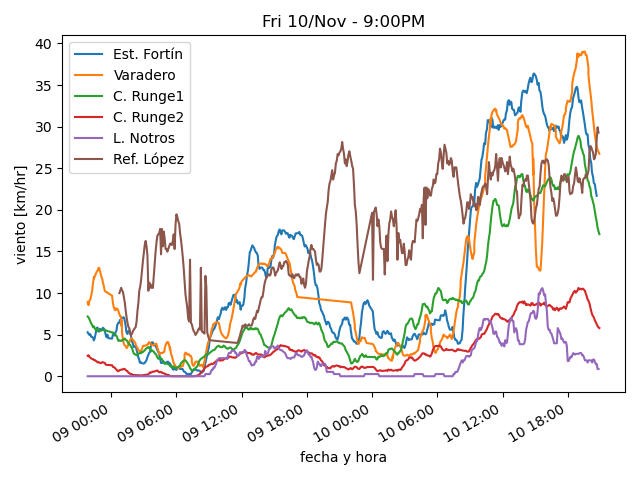 Fri 10/Nov - 9:00PM
40
35
30
25
20
15
10
5
0
viento [km/hr]
Est. Fortín
Varadero
C. Runge1
C. Runge2
L. Notros
Ref. López
09 00:00
09 06:00
09 12:00
09 18:00
10 00:00
10 06:00
10 12:00
10 18:00
fecha y hora